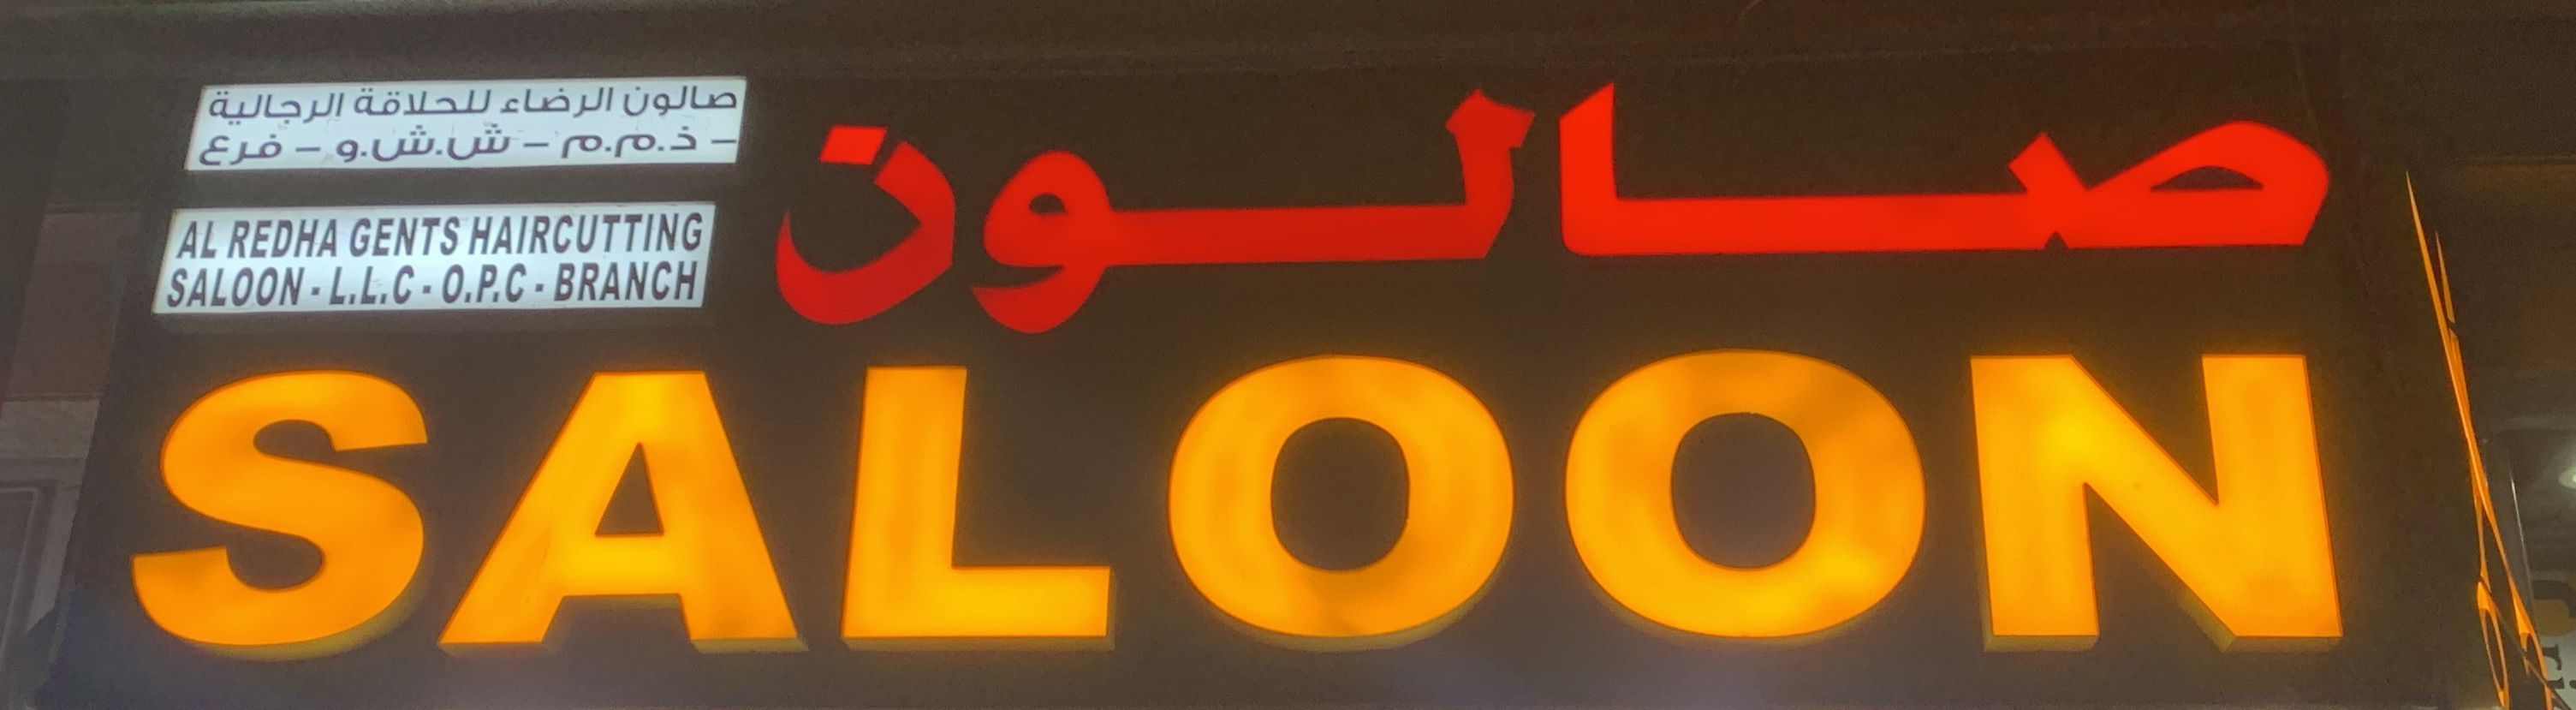 صالون الرضاء للحلاقة الرجالية
- ذ.م.م - ش.ش.و - فرع
AL REDHA GENTS HAIRCUTTING
SALOON - L.L.C - O.P.C - BRANCH
صالون
SALOON